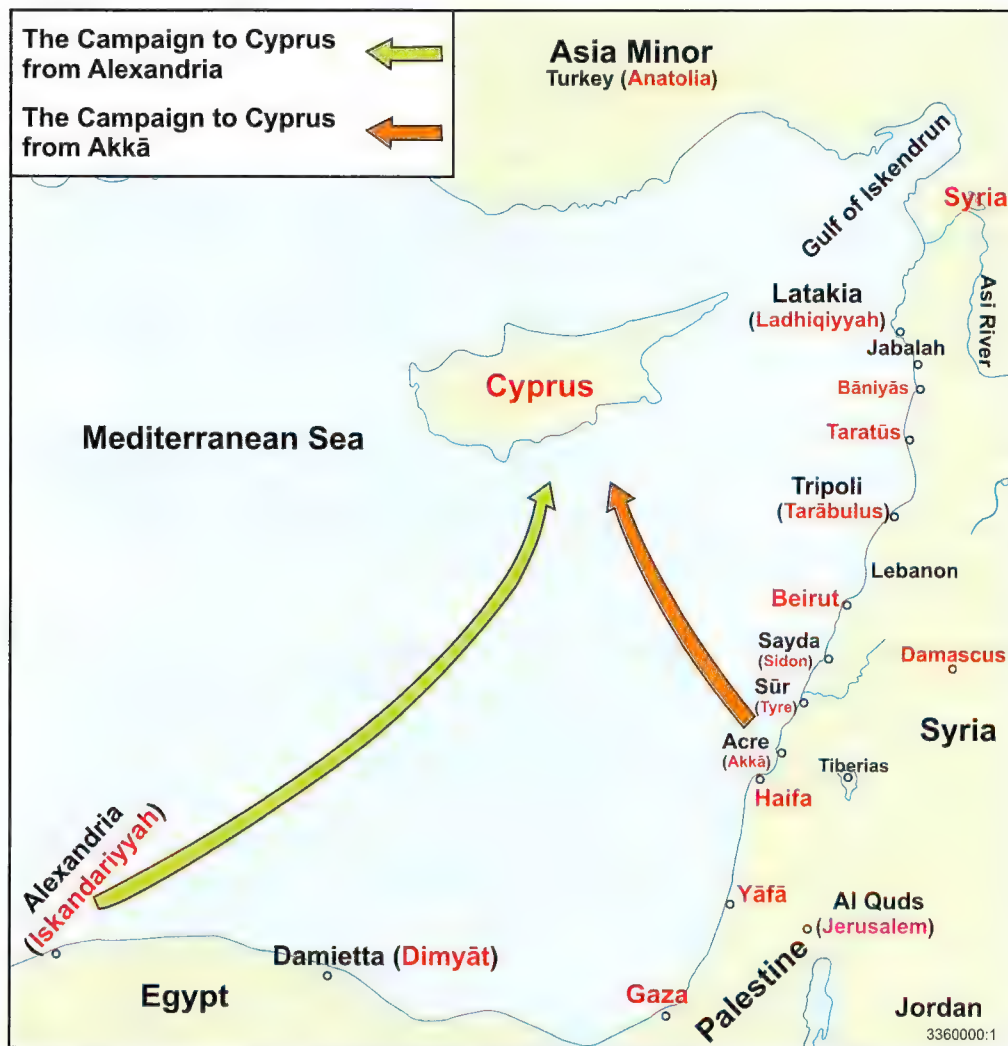 The Campaign to Cyprus
from Alexandria
The Campaign to Cyprus
from Akkā
Asia Minor
Turkey (Anatolia)
Gulf of Iskendrun
Syria
Asi River
Latakia
(Ladhiqiyyah)
Jabalah
Bāniyās
Cyprus
Taratūs
Mediterranean Sea
Tripoli
(Tarābulus)
Lebanon
Beirut
Sayda
(Sidon)
Damascus
Sūr
(Tyre)
Syria
Acre
(Akkā)
Tiberias
Haifa
Alexandria
(Iskandariyyah)
Yāfā
Al Quds
(Jerusalem)
Damietta (Dimyāt)
Palestine
Egypt
Gaza
Jordan
3360000:1